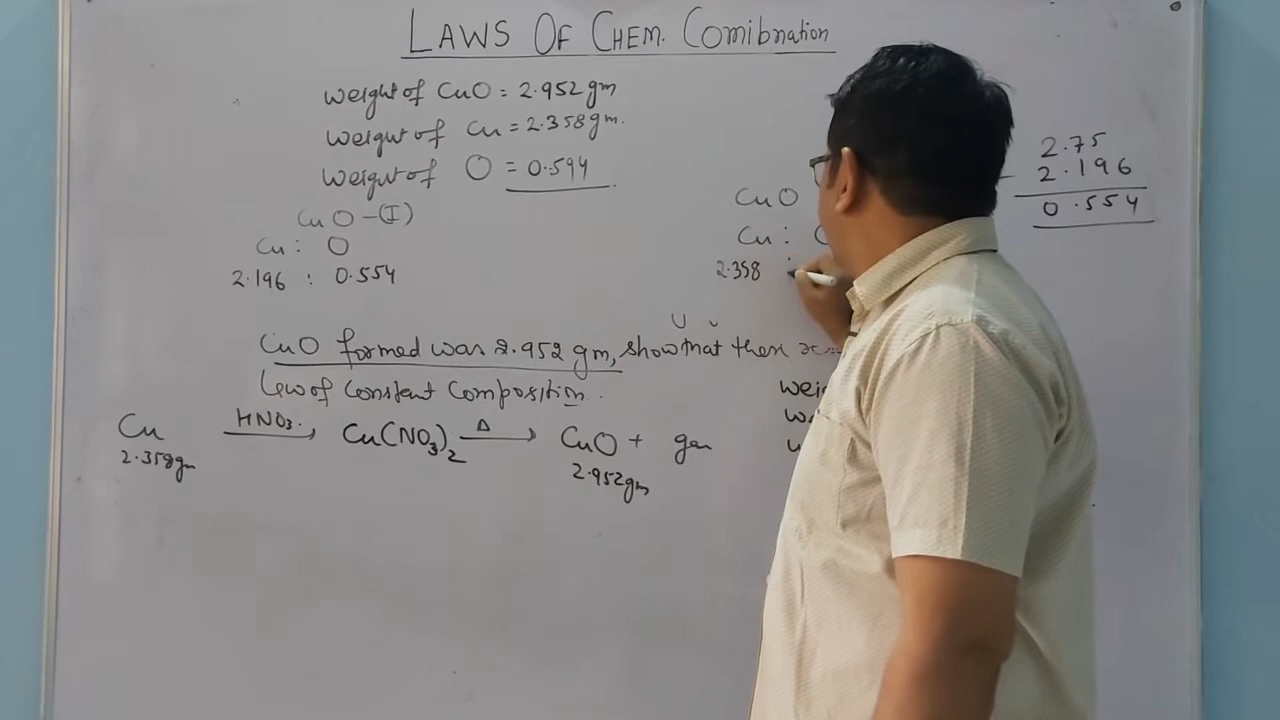 LAWS OF CHEM. Comibnation
weight of CuO = 2.952 gm
weight of Cu = 2.358 gm.
weight of O = 0.594
CuO - (I)
Cu : O
2.196 : 0.554
CuO
Cu :
2.358 :
2.75
- 2.196
0.554
CuO formed was 2.952 gm, show that these
law of Constant Composition.
Cu HNO3. Cu(NO3)2 Δ CuO + gas
2.358gm 2.952gm